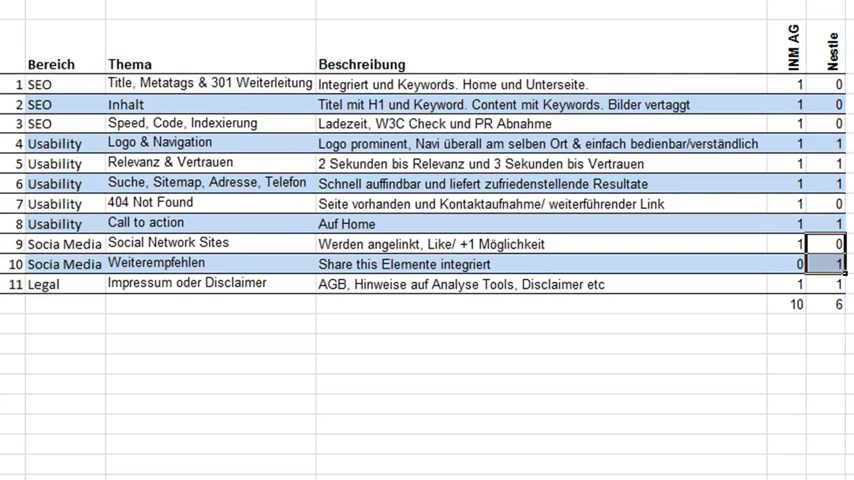 Bereich Thema Beschreibung INM AG Nestle
1 SEO Title, Metatags & 301 Weiterleitung Integriert und Keywords. Home und Unterseite. 1 0
2 SEO Inhalt Titel mit H1 und Keyword. Content mit Keywords. Bilder vertaggt 1 0
3 SEO Speed, Code, Indexierung Ladezeit, W3C Check und PR Abnahme 1 0
4 Usability Logo & Navigation Logo prominent, Navi überall am selben Ort & einfach bedienbar/verständlich 1 1
5 Usability Relevanz & Vertrauen 2 Sekunden bis Relevanz und 3 Sekunden bis Vertrauen 1 1
6 Usability Suche, Sitemap, Adresse, Telefon Schnell auffindbar und liefert zufriedenstellende Resultate 1 1
7 Usability 404 Not Found Seite vorhanden und Kontaktaufnahme/ weiterführender Link 1 0
8 Usability Call to action Auf Home 1 1
9 Socia Media Social Network Sites Werden angelinkt, Like/ +1 Möglichkeit 1 0
10 Socia Media Weiterempfehlen Share this Elemente integriert 0 1
11 Legal Impressum oder Disclaimer AGB, Hinweise auf Analyse Tools, Disclaimer etc 1 1
10 6